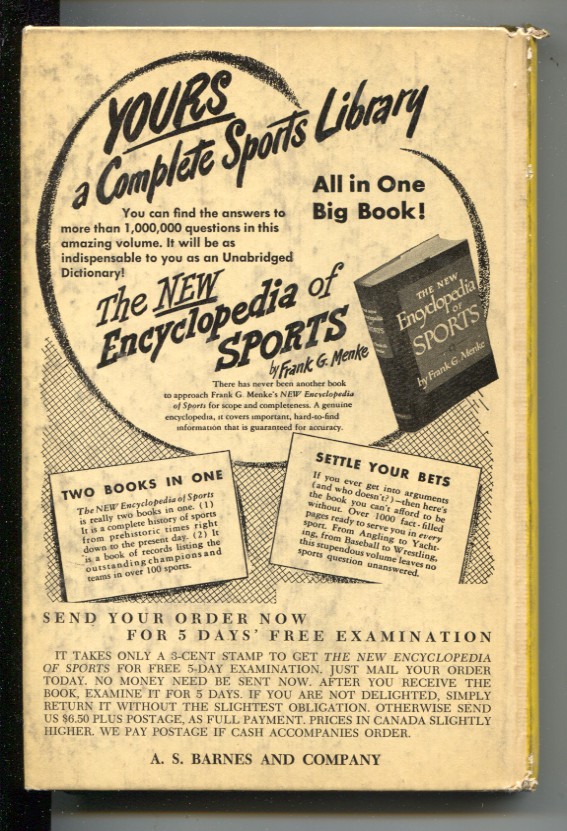 YOURS
a Complete Sports Library
All in One
Big Book!
You can find the answers to
more than 1,000,000 questions in this
amazing volume. It will be as
indispensable to you as an Unabridged
Dictionary!
The NEW
Encyclopedia of
SPORTS
by Frank G. Menke
THE NEW
Encyclopedia
OF
SPORTS
by Frank G. Menke
There has never been another book
to approach Frank G. Menke's NEW Encyclopedia
of Sports for scope and completeness. A genuine
encyclopedia, it covers important, hard-to-find
information that is guaranteed for accuracy.
TWO BOOKS IN ONE
The NEW Encyclopedia of Sports
is really two books in one. (1)
It is a complete history of sports
from prehistoric times right
down to the present day. (2) It
is a book of records listing the
outstanding champions and
teams in over 100 sports.
SETTLE YOUR BETS
If you ever get into arguments
(and who doesn't?)—then here's
the book you can't afford to be
without. Over 1000 fact-filled
pages ready to serve you in every
sport. From Angling to Yacht-
ing, from Baseball to Wrestling,
this stupendous volume leaves no
sports question unanswered.
SEND YOUR ORDER NOW
FOR 5 DAYS' FREE EXAMINATION
IT TAKES ONLY A 3-CENT STAMP TO GET THE NEW ENCYCLOPEDIA
OF SPORTS FOR FREE 5-DAY EXAMINATION. JUST MAIL YOUR ORDER
TODAY. NO MONEY NEED BE SENT NOW. AFTER YOU RECEIVE THE
BOOK, EXAMINE IT FOR 5 DAYS. IF YOU ARE NOT DELIGHTED, SIMPLY
RETURN IT WITHOUT THE SLIGHTEST OBLIGATION. OTHERWISE SEND
US $6.50 PLUS POSTAGE, AS FULL PAYMENT. PRICES IN CANADA SLIGHTLY
HIGHER. WE PAY POSTAGE IF CASH ACCOMPANIES ORDER.
A. S. BARNES AND COMPANY